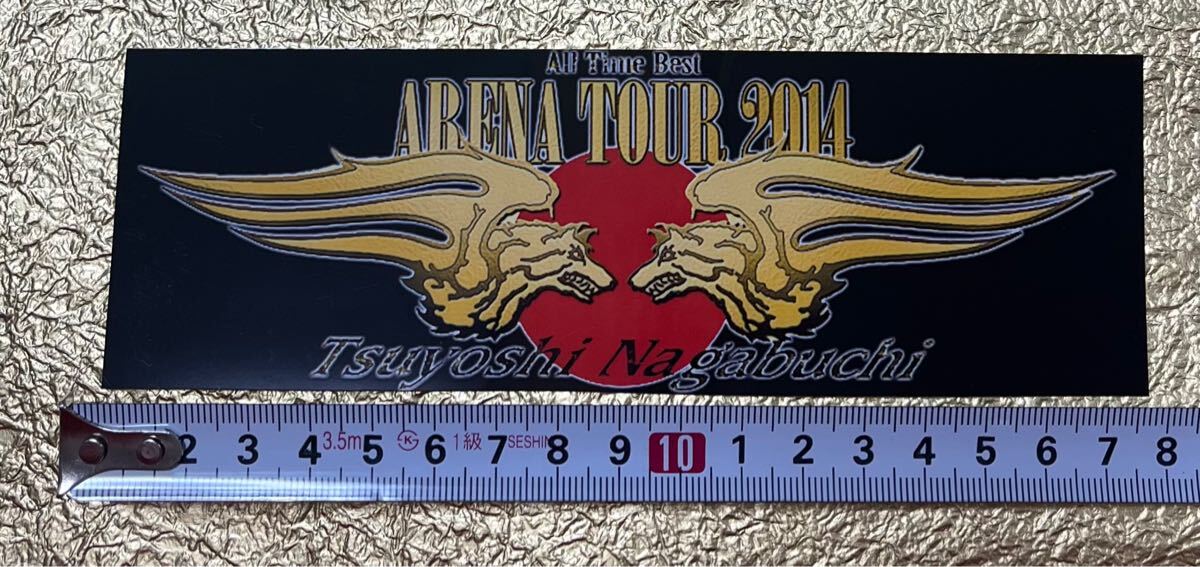 All Time Best
ARENA TOUR 2014
Tsuyoshi Nagabuchi
2 3 4 3.5m 5 K 6 1級 7 SESHIN 8 9 10 1 2 3 4 5 6 7 8